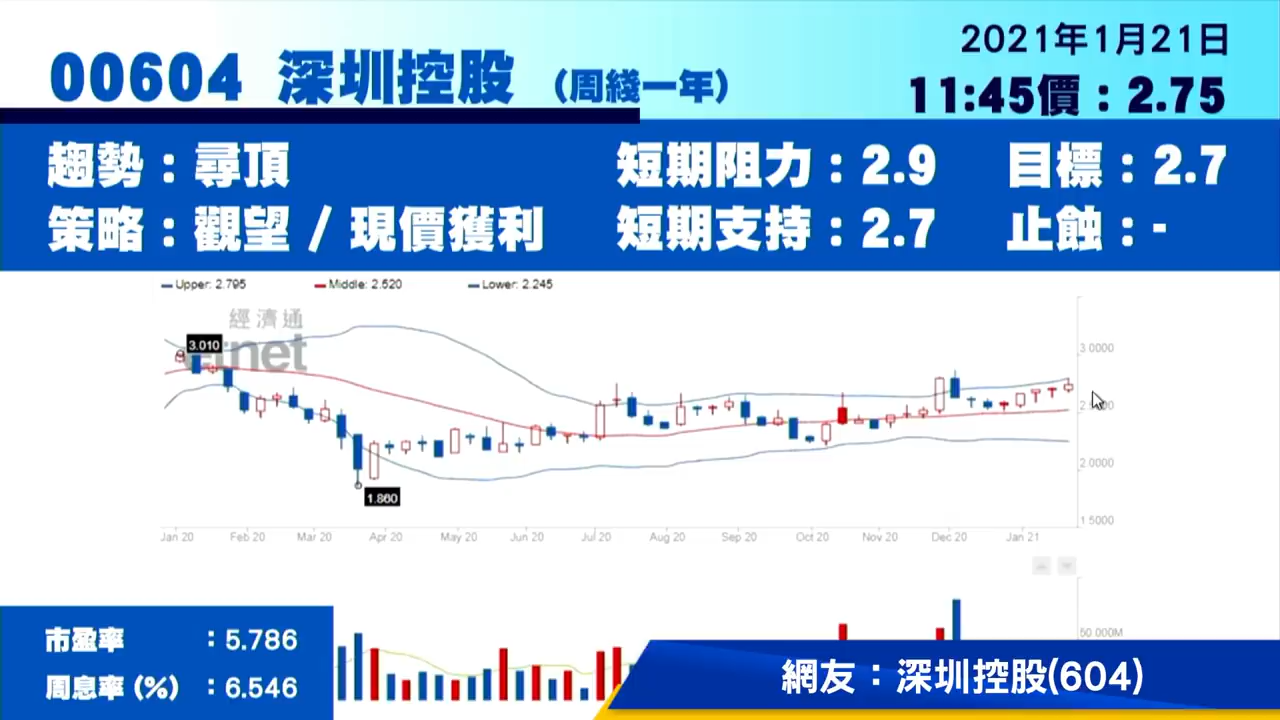 00604 深圳控股 (周綫一年)
2021年1月21日
11:45價：2.75
趨勢：尋頂
短期阻力：2.9
目標：2.7
策略：觀望 / 現價獲利
短期支持：2.7
止蝕：-
Upper: 2.795 Middle: 2.520 Lower: 2.245
經濟通
etnet
3.010
1.860
3.0000
2.5000
2.0000
1.5000
Jan 20 Feb 20 Mar 20 Apr 20 May 20 Jun 20 Jul 20 Aug 20 Sep 20 Oct 20 Nov 20 Dec 20 Jan 21
50.000M
市盈率 ：5.786
周息率 (%) ：6.546
網友：深圳控股(604)